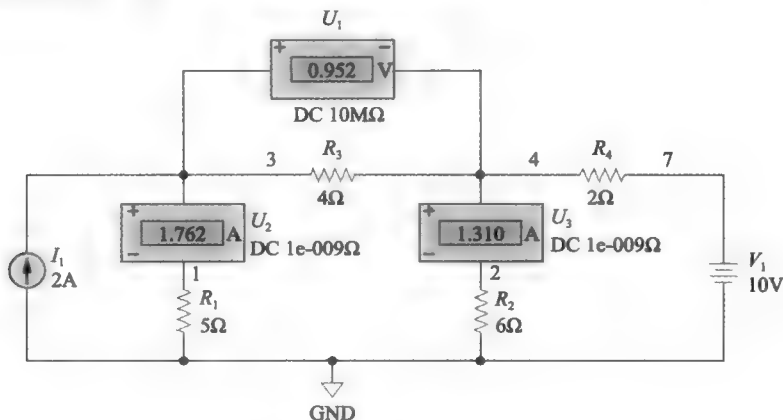 U₁
+ −
0.952 V
DC 10MΩ
3 R₃ 4 R₄ 7
4Ω 2Ω
+ U₂ + U₃
1.762 A 1.310 A
− DC 1e-009Ω − DC 1e-009Ω
I₁ V₁
2A 10V
1 2
R₁ R₂
5Ω 6Ω
GND